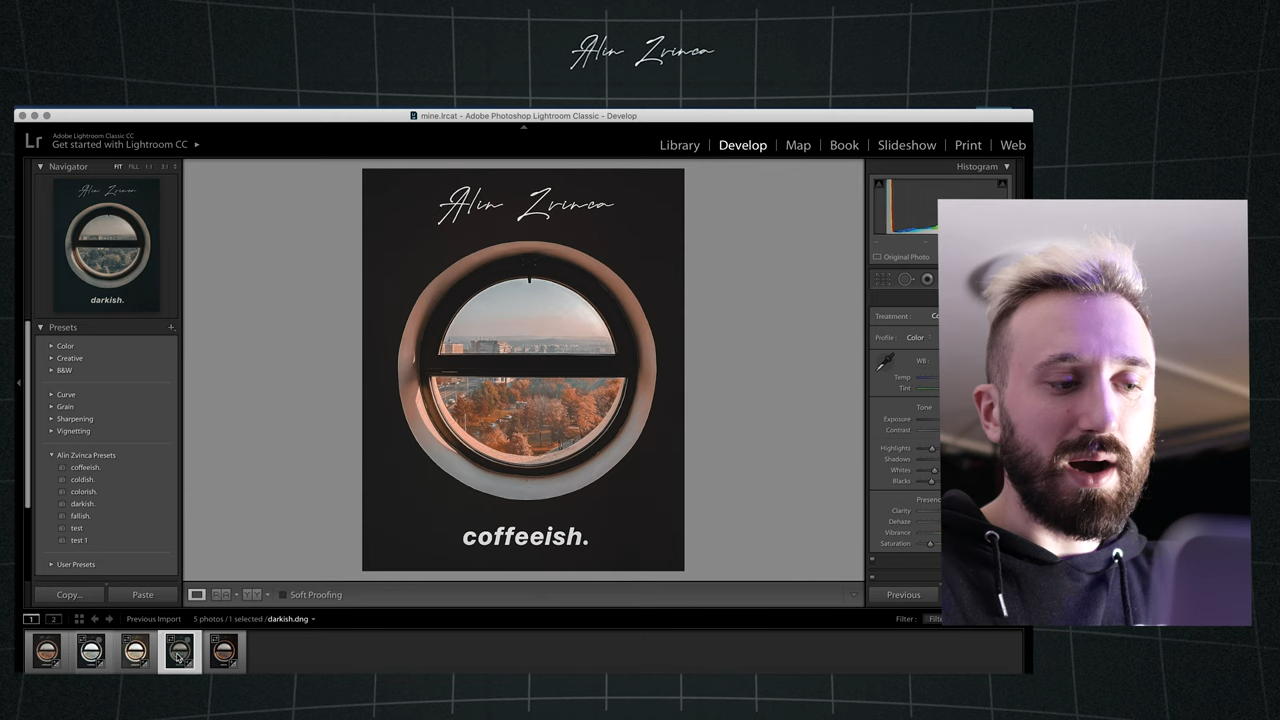 Alin Zvinca
mine.lrcat - Adobe Photoshop Lightroom Classic - Develop
Lr
Adobe Lightroom Classic CC
Get started with Lightroom CC
Library | Develop | Map | Book | Slideshow | Print | Web
Navigator
FIT FILL 1:1 3:1
Alin Zvinca
darkish.
Presets
Color
Creative
B&W
Curve
Grain
Sharpening
Vignetting
Alin Zvinca Presets
coffeeish.
coldish.
colorish.
darkish.
fallish.
test
test 1
User Presets
Copy...
Paste
Alin Zvinca
coffeeish.
Soft Proofing
Histogram
Original Photo
Treatment :
Profile : Color
WB :
Temp
Tint
Tone
Exposure
Contrast
Highlights
Shadows
Whites
Blacks
Clarity
Dehaze
Vibrance
Saturation
Previous
1 2 Previous Import 5 photos / 1 selected / darkish.dng
Filter :